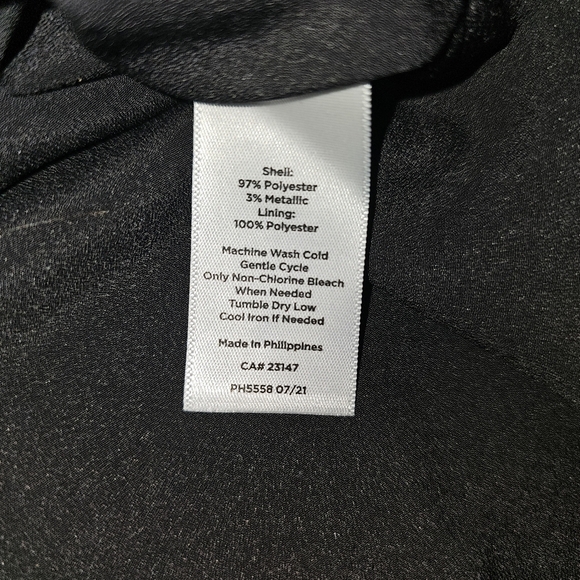 Shell:
97% Polyester
3% Metallic
Lining:
100% Polyester
Machine Wash Cold
Gentle Cycle
Only Non-Chlorine Bleach
When Needed
Tumble Dry Low
Cool Iron If Needed
Made In Philippines
CA# 23147
PH5558 07/21